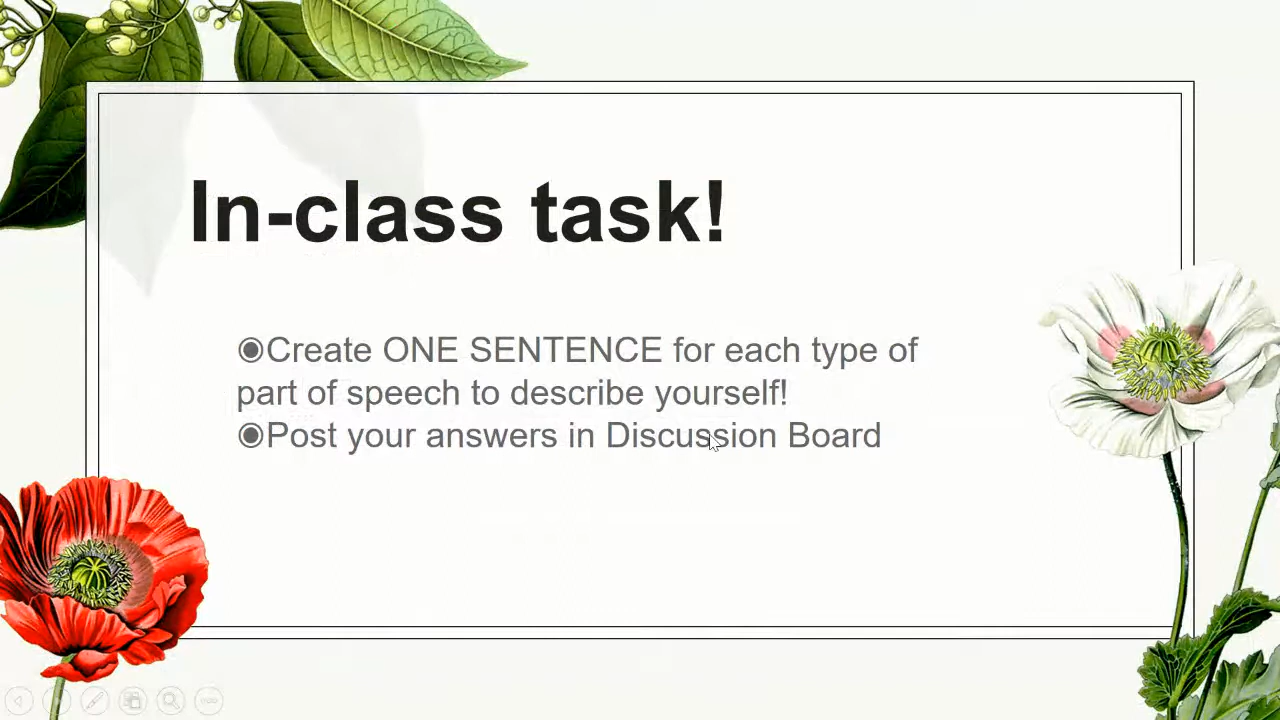 In-class task!
◉Create ONE SENTENCE for each type of
part of speech to describe yourself!
◉Post your answers in Discussion Board